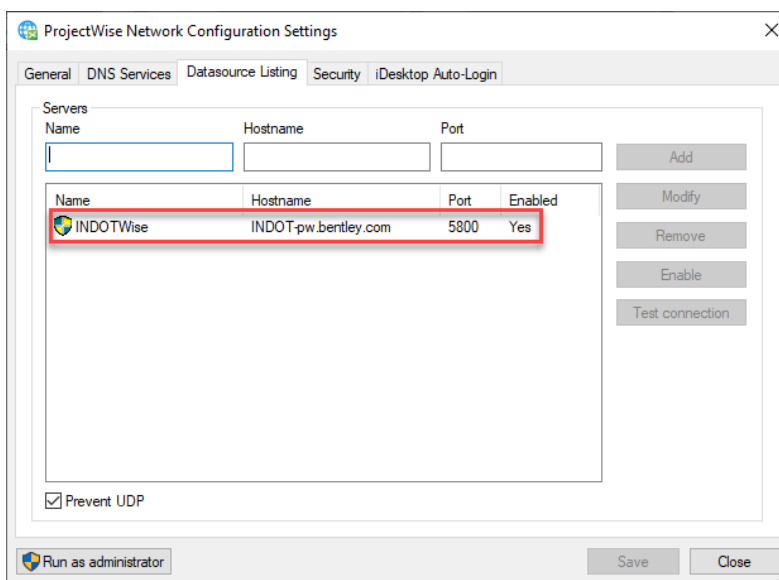 ProjectWise Network Configuration Settings
General DNS Services Datasource Listing Security iDesktop Auto-Login
Servers
Name Hostname Port
Add
Name Hostname Port Enabled
Modify
INDOTWise INDOT-pw.bentley.com 5800 Yes
Remove
Enable
Test connection
Prevent UDP
Run as administrator Save Close